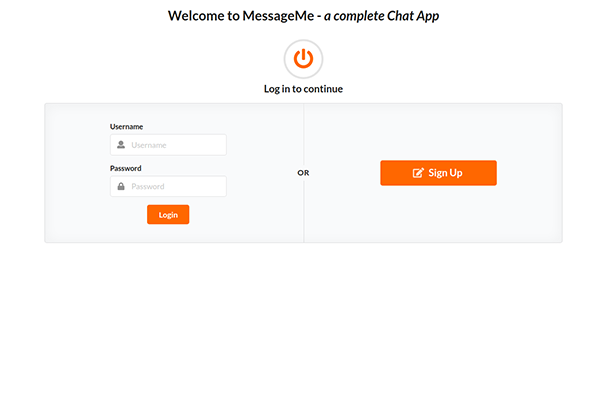 Welcome to MessageMe - a complete Chat App
Log in to continue
Username
Username
Password
Password
Login
OR
Sign Up